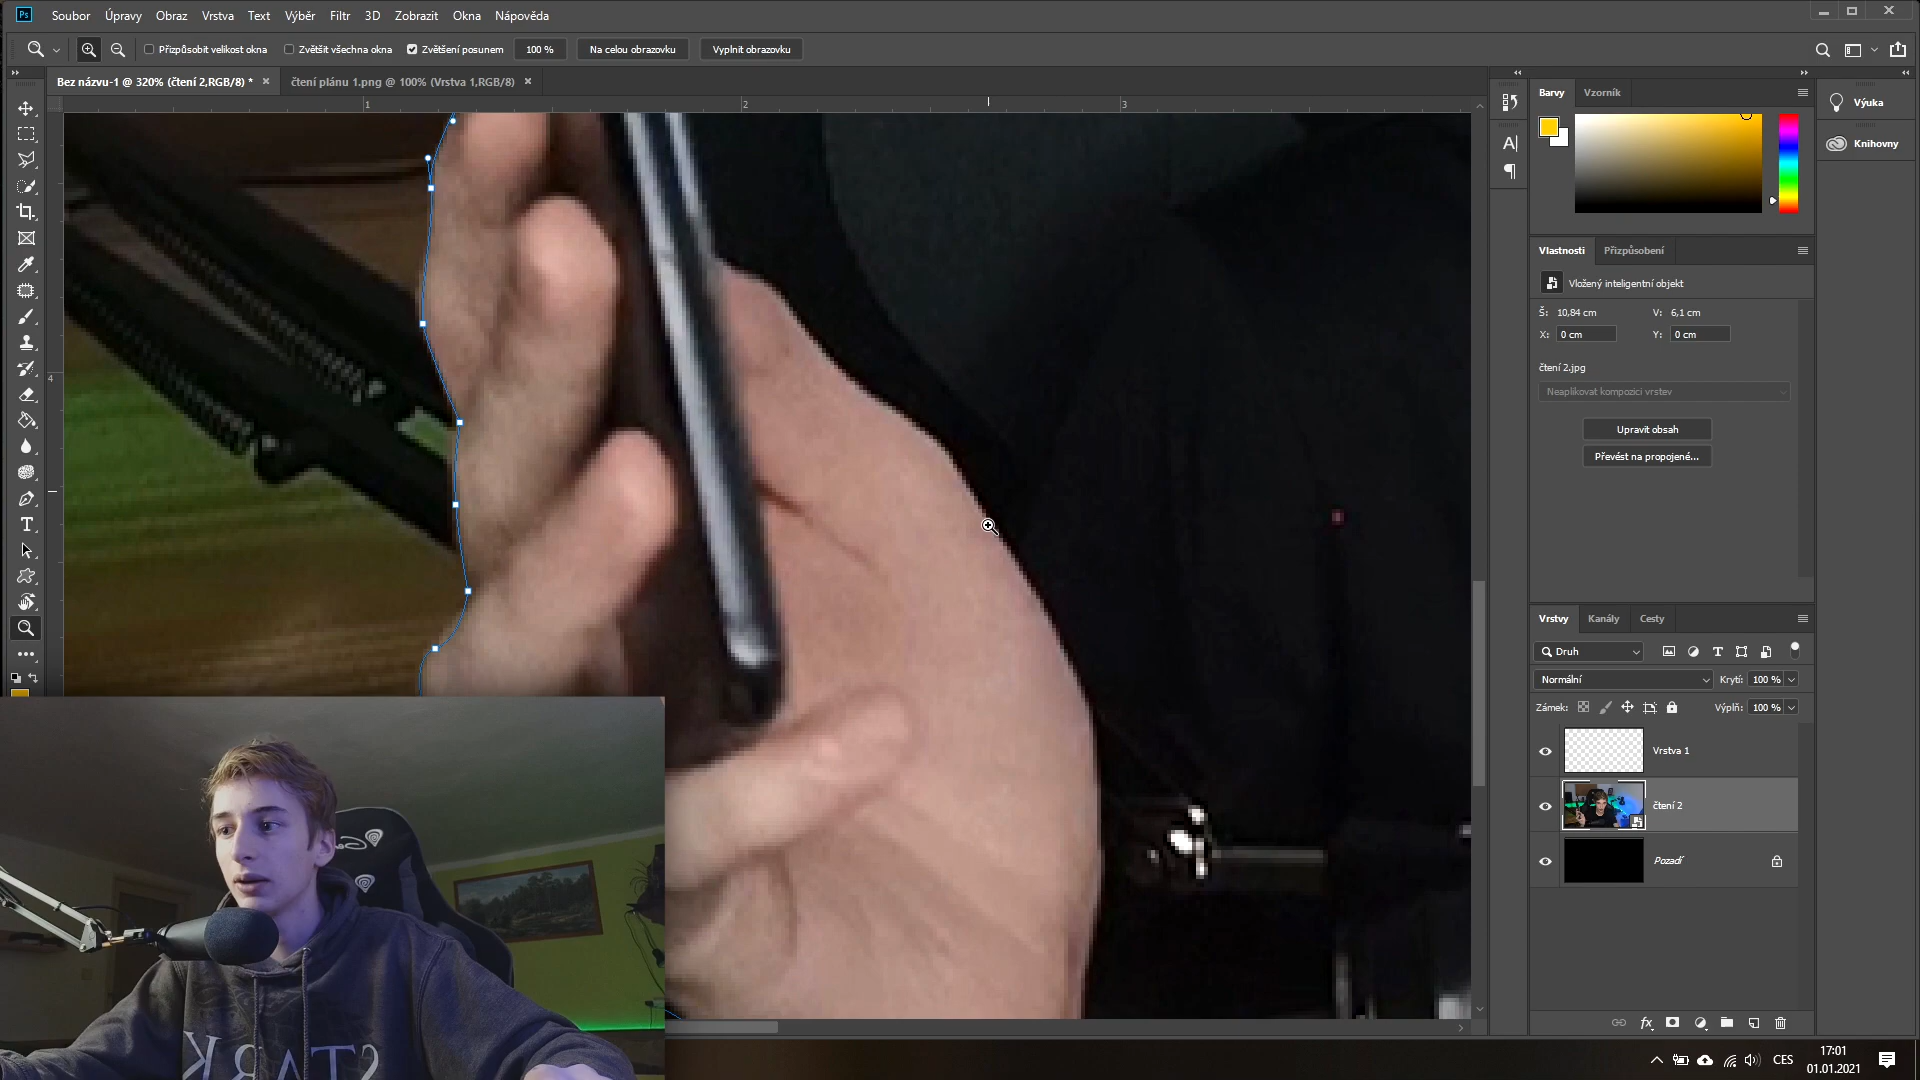 Ps Soubor Úpravy Obraz Vrstva Text Výběr Filtr 3D Zobrazit Okna Nápověda
Přizpůsobit velikost okna Zvětšit všechna okna Zvětšení posunem 100 % Na celou obrazovku Vyplnit obrazovku
Bez názvu-1 @ 320% (čtení 2,RGB/8) * čtení plánu 1.png @ 100% (Vrstva 1,RGB/8)
1 2 3
4
Barvy Vzorník
Výuka
Knihovny
Vlastnosti Přizpůsobení
Vložený inteligentní objekt
Š: 10,84 cm V: 6,1 cm
X: 0 cm Y: 0 cm
čtení 2.jpg
Neaplikovat kompozici vrstev
Upravit obsah
Převést na propojené...
Vrstvy Kanály Cesty
Druh
Normální Krytí: 100 %
Zámek: Výplň: 100 %
Vrstva 1
čtení 2
Pozadí
fx
STARK
CES
17:01
01.01.2021